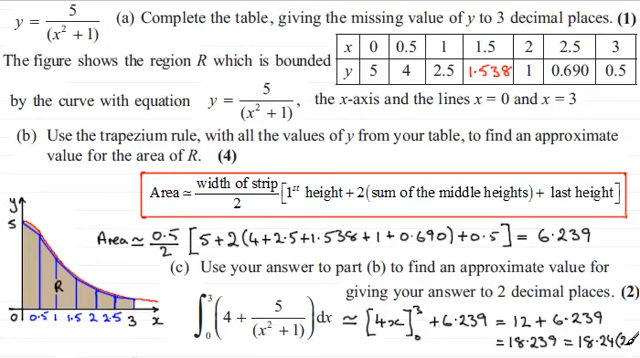 y = 5/(x² + 1) (a) Complete the table, giving the missing value of y to 3 decimal places. (1)
The figure shows the region R which is bounded
x 0 0.5 1 1.5 2 2.5 3
y 5 4 2.5 1.538 1 0.690 0.5
by the curve with equation y = 5/(x² + 1), the x-axis and the lines x = 0 and x = 3
(b) Use the trapezium rule, with all the values of y from your table, to find an approximate
value for the area of R. (4)
Area ≃ width of strip/2 [1st height + 2(sum of the middle heights) + last height]
y
5
R
0 0.5 1 1.5 2 2.5 3 x
Area ≃ 0.5/2 [5+2(4+2.5+1.538+1+0.690)+0.5] = 6.239
(c) Use your answer to part (b) to find an approximate value for
giving your answer to 2 decimal places. (2)
∫₀³ (4 + 5/(x² + 1)) dx ≃ [4x]₀³ + 6.239 = 12 + 6.239
= 18.239 = 18.24